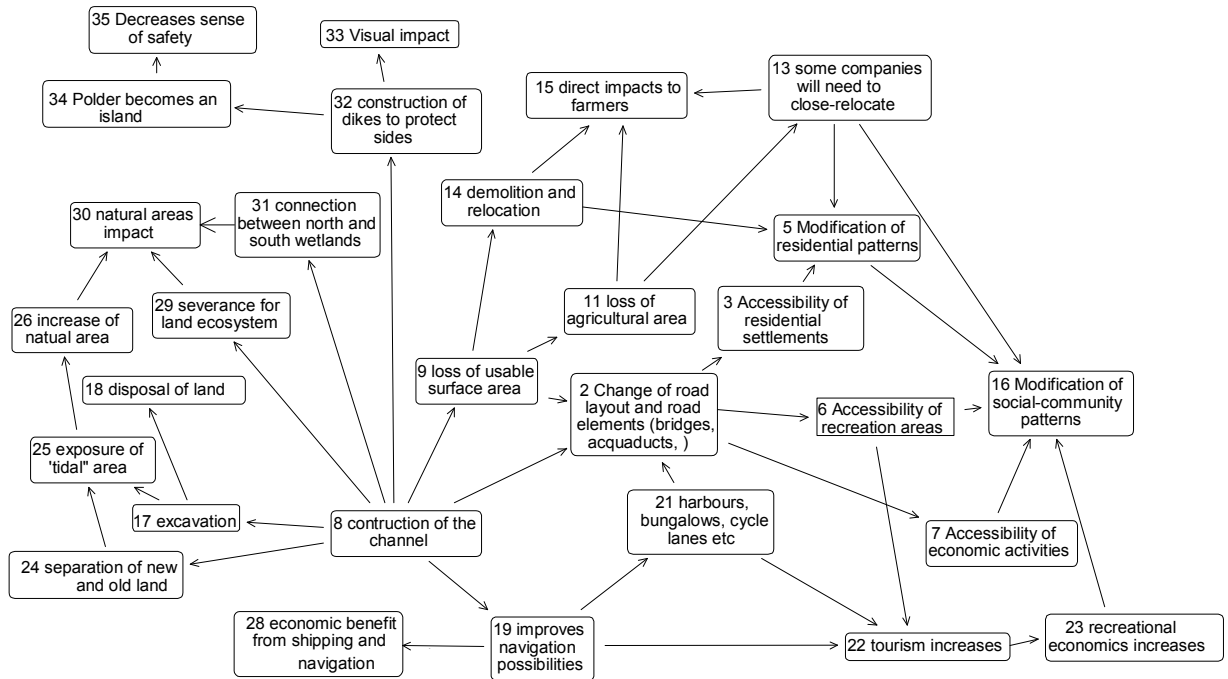 35 Decreases sense
of safety
33 Visual impact
34 Polder becomes an
island
32 construction of
dikes to protect
sides
15 direct impacts to
farmers
13 some companies
will need to
close-relocate
14 demolition and
relocation
30 natural areas
impact
31 connection
between north and
south wetlands
5 Modification of
residential patterns
26 increase of
natual area
29 severance for
land ecosystem
11 loss of
agricultural area
3 Accessibility of
residential
settlements
18 disposal of land
9 loss of usable
surface area
2 Change of road
layout and road
elements (bridges,
acquaducts, )
6 Accessibility of
recreation areas
16 Modification of
social-community
patterns
25 exposure of
'tidal" area
17 excavation
8 contruction of the
channel
21 harbours,
bungalows, cycle
lanes etc
7 Accessibility of
economic activities
24 separation of new
and old land
28 economic benefit
from shipping and
navigation
19 improves
navigation
possibilities
22 tourism increases
23 recreational
economics increases